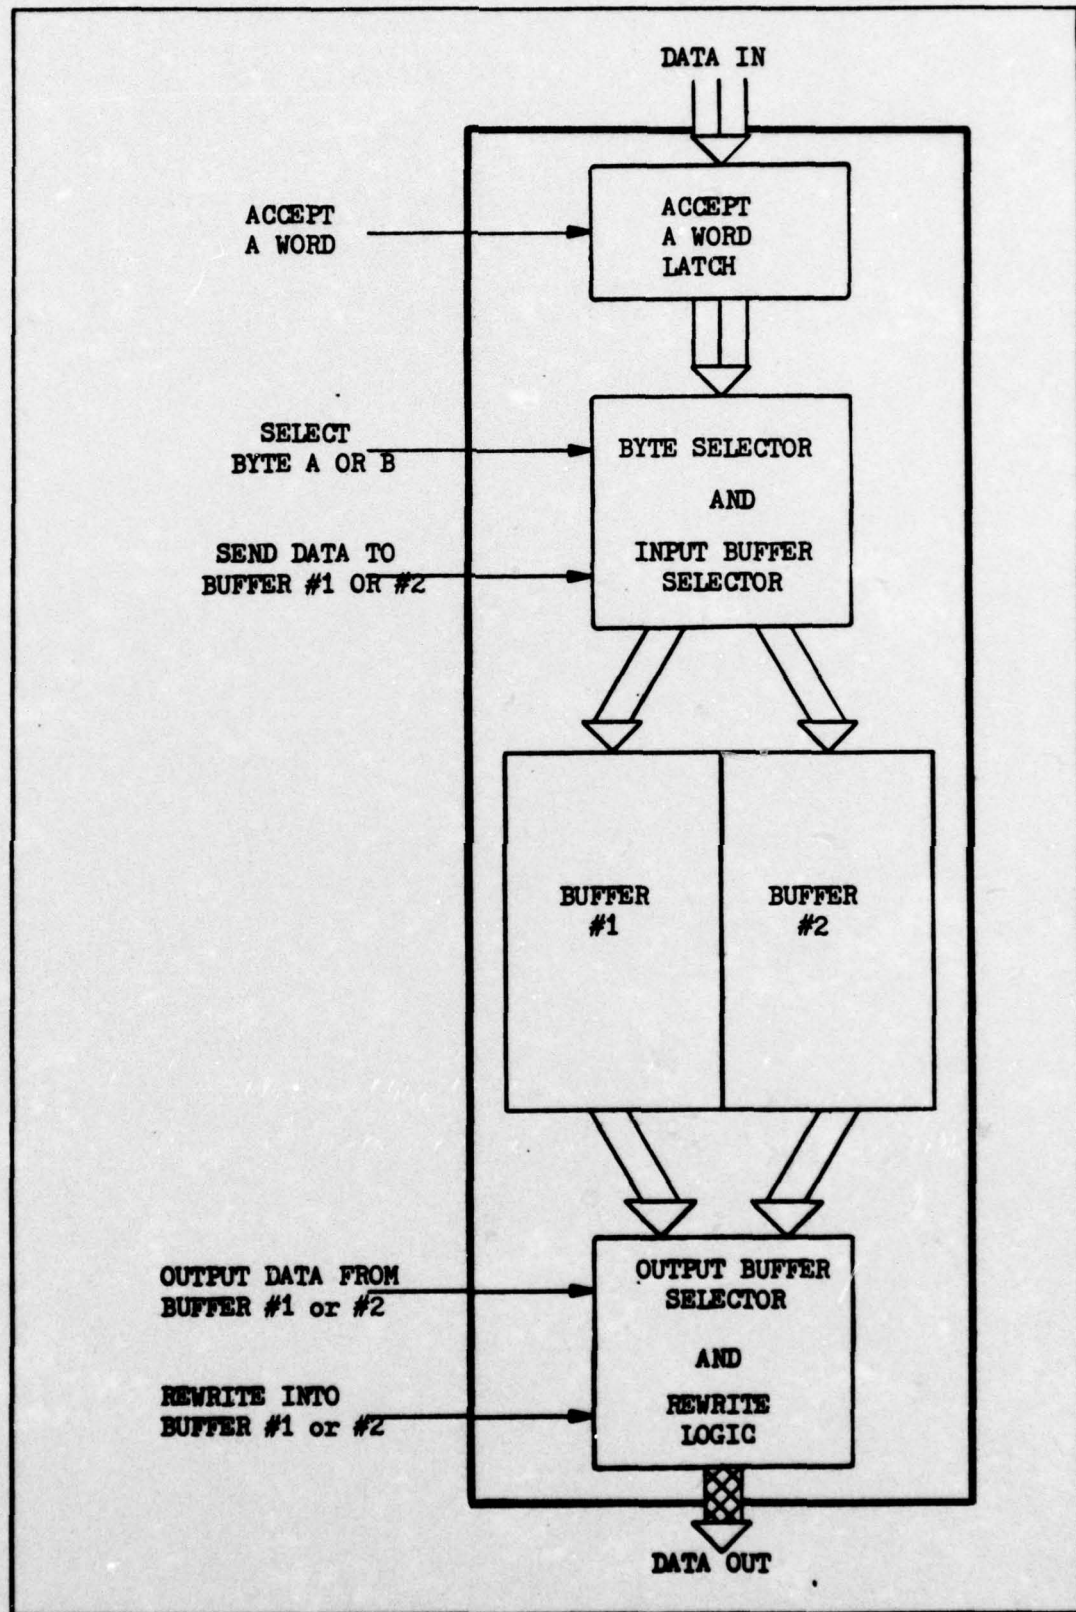 DATA IN
ACCEPT
A WORD
ACCEPT
A WORD
LATCH
SELECT
BYTE A OR B
BYTE SELECTOR
AND
SEND DATA TO
BUFFER #1 OR #2
INPUT BUFFER
SELECTOR
BUFFER
#1
BUFFER
#2
OUTPUT DATA FROM
BUFFER #1 or #2
OUTPUT BUFFER
SELECTOR
AND
REWRITE INTO
BUFFER #1 or #2
REWRITE
LOGIC
DATA OUT